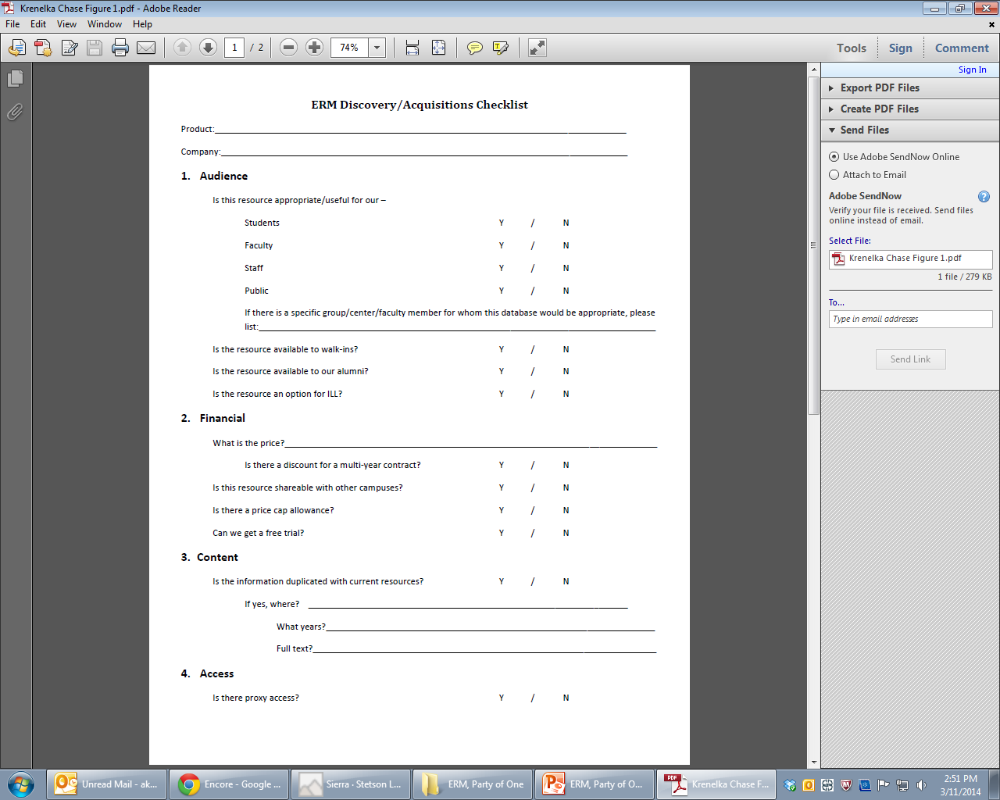 Krenelka Chase Figure 1.pdf - Adobe Reader
File Edit View Window Help
1 / 2 74% Tools Sign Comment
Sign In
Export PDF Files
Create PDF Files
Send Files
Use Adobe SendNow Online
Attach to Email
Adobe SendNow
Verify your file is received. Send files
online instead of email.
Select File:
Krenelka Chase Figure 1.pdf
1 file / 279 KB
To...
Type in email addresses
Send Link
ERM Discovery/Acquisitions Checklist
Product:
Company:
1. Audience
Is this resource appropriate/useful for our –
Students Y / N
Faculty Y / N
Staff Y / N
Public Y / N
If there is a specific group/center/faculty member for whom this database would be appropriate, please
list:
Is the resource available to walk-ins? Y / N
Is the resource available to our alumni? Y / N
Is the resource an option for ILL? Y / N
2. Financial
What is the price?
Is there a discount for a multi-year contract? Y / N
Is this resource shareable with other campuses? Y / N
Is there a price cap allowance? Y / N
Can we get a free trial? Y / N
3. Content
Is the information duplicated with current resources? Y / N
If yes, where?
What years?
Full text?
4. Access
Is there proxy access? Y / N
Unread Mail - ak... Encore - Google ... Sierra · Stetson L... ERM, Party of One ERM, Party of O... PDF Krenelka Chase F...
2:51 PM
3/11/2014